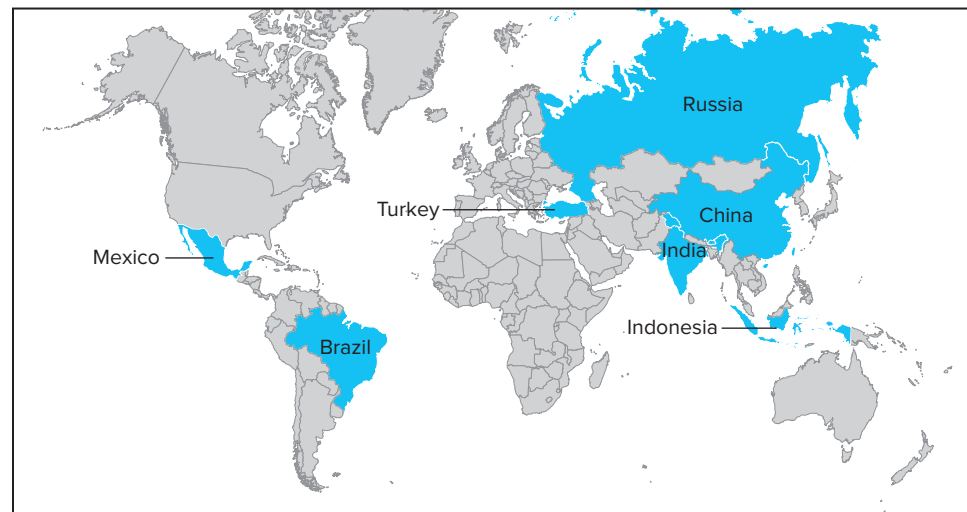 Russia
Turkey
China
Mexico
India
Indonesia
Brazil